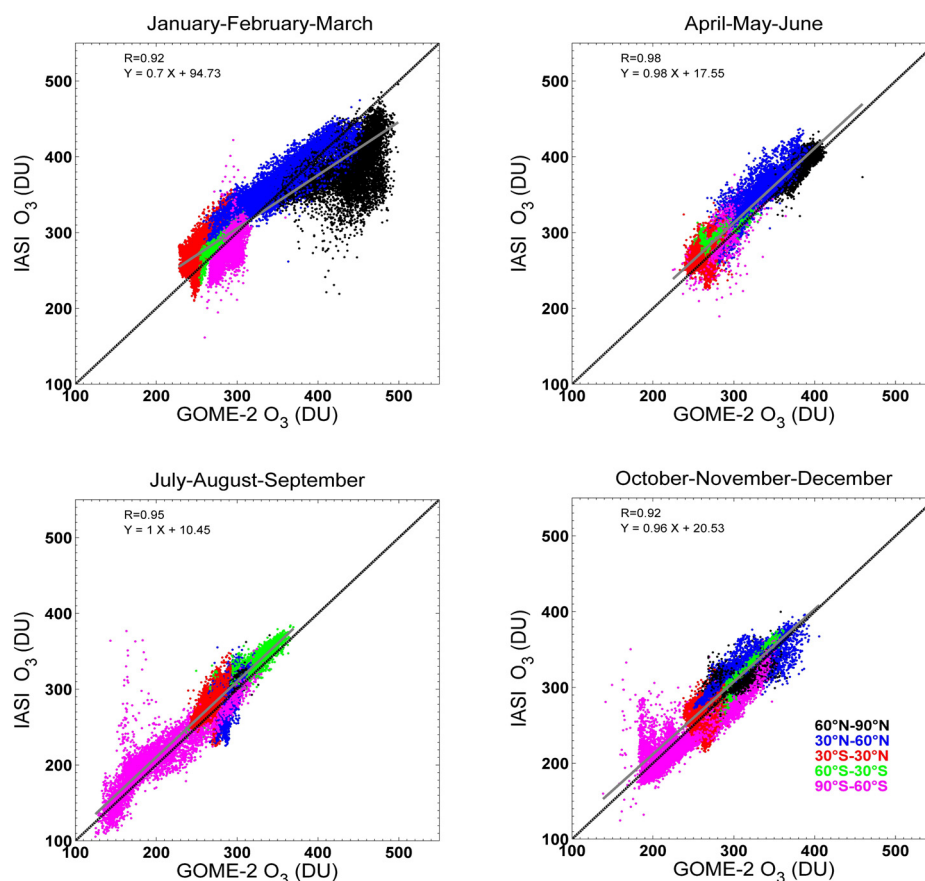 January-February-March
R=0.92
Y = 0.7 X + 94.73
500
400
300
200
100
IASI O3 (DU)
100 200 300 400 500
GOME-2 O3 (DU)
April-May-June
R=0.98
Y = 0.98 X + 17.55
500
400
300
200
100
IASI O3 (DU)
100 200 300 400 500
GOME-2 O3 (DU)
July-August-September
R=0.95
Y = 1 X + 10.45
500
400
300
200
100
IASI O3 (DU)
100 200 300 400 500
GOME-2 O3 (DU)
October-November-December
R=0.92
Y = 0.96 X + 20.53
500
400
300
200
100
IASI O3 (DU)
60°N-90°N
30°N-60°N
30°S-30°N
60°S-30°S
90°S-60°S
100 200 300 400 500
GOME-2 O3 (DU)